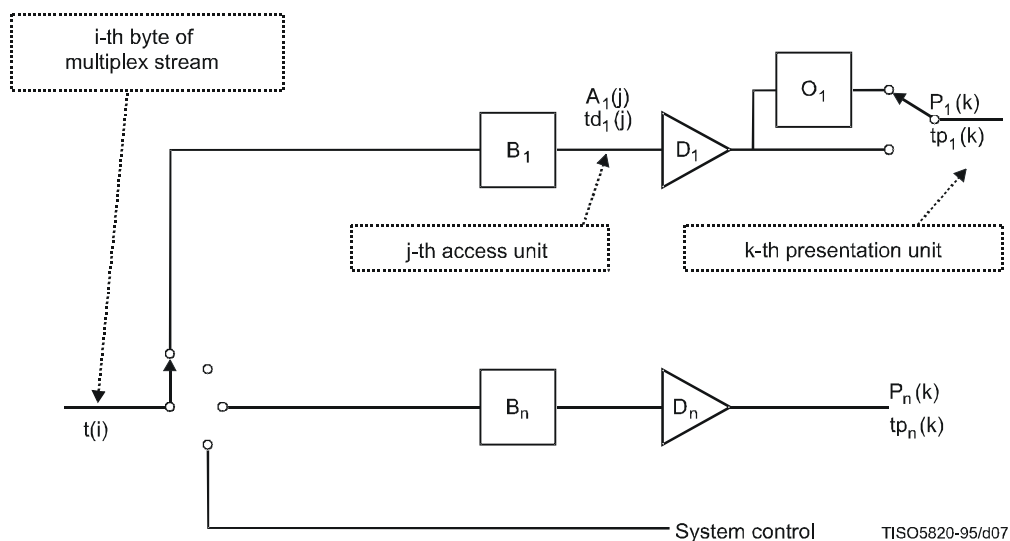 i-th byte of
multiplex stream
O₁
P₁(k)
tp₁(k)
A₁(j)
td₁(j)
B₁
D₁
j-th access unit
k-th presentation unit
t(i)
Bₙ
Dₙ
Pₙ(k)
tpₙ(k)
System control
TISO5820-95/d07